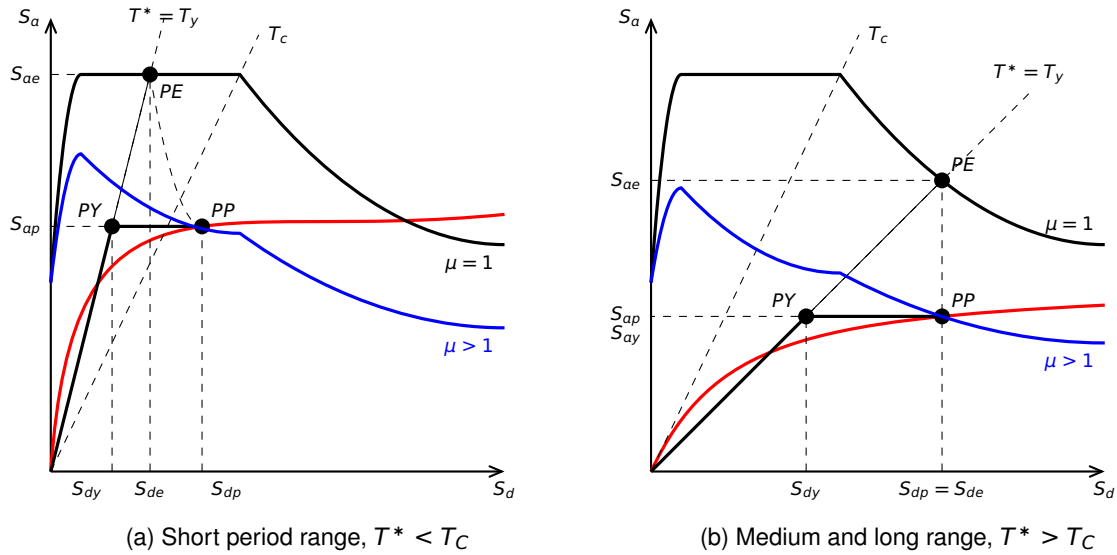 Sa
T* = Ty
Tc
Sae
PE
Sap
PY
PP
μ = 1
μ > 1
Sdy
Sde
Sdp
Sd
(a) Short period range, T* < TC
Sa
Tc
T* = Ty
Sae
PE
μ = 1
Sap
Say
PY
PP
μ > 1
Sdy
Sdp = Sde
Sd
(b) Medium and long range, T* > TC